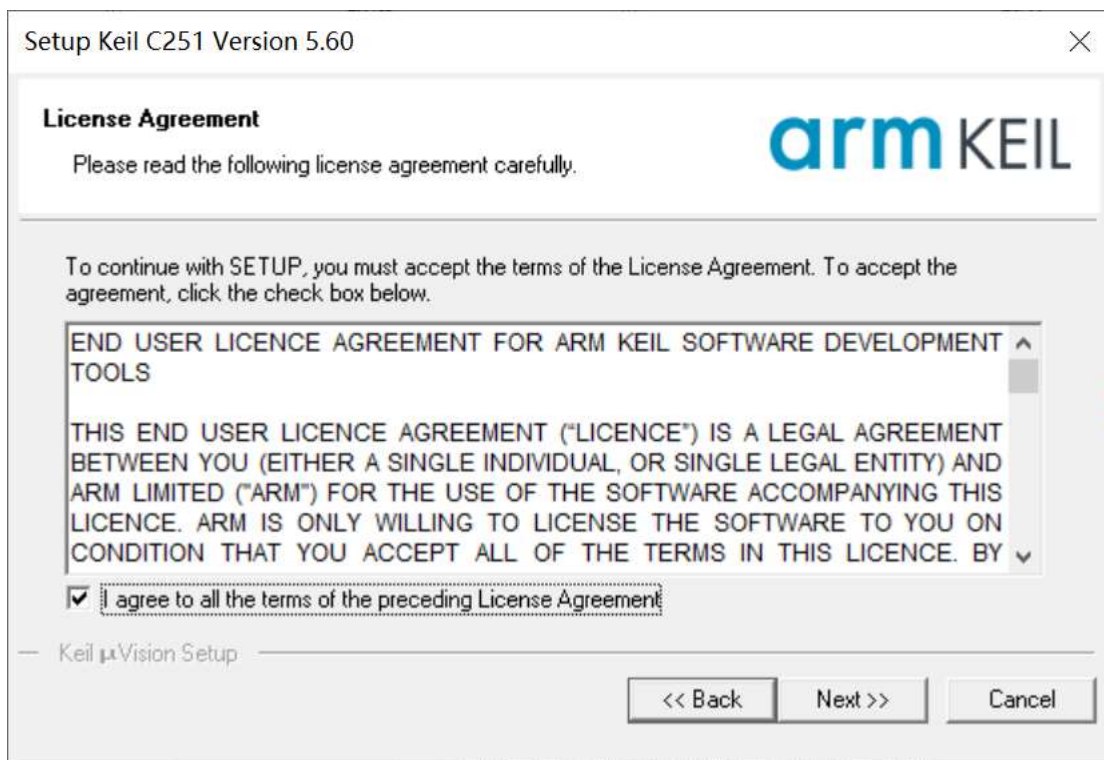 Setup Keil C251 Version 5.60
License Agreement
Please read the following license agreement carefully.
arm KEIL
To continue with SETUP, you must accept the terms of the License Agreement. To accept the
agreement, click the check box below.
END USER LICENCE AGREEMENT FOR ARM KEIL SOFTWARE DEVELOPMENT
TOOLS
THIS END USER LICENCE AGREEMENT (“LICENCE”) IS A LEGAL AGREEMENT
BETWEEN YOU (EITHER A SINGLE INDIVIDUAL, OR SINGLE LEGAL ENTITY) AND
ARM LIMITED ("ARM") FOR THE USE OF THE SOFTWARE ACCOMPANYING THIS
LICENCE. ARM IS ONLY WILLING TO LICENSE THE SOFTWARE TO YOU ON
CONDITION THAT YOU ACCEPT ALL OF THE TERMS IN THIS LICENCE. BY
I agree to all the terms of the preceding License Agreement
Keil µVision Setup
<< Back Next >> Cancel